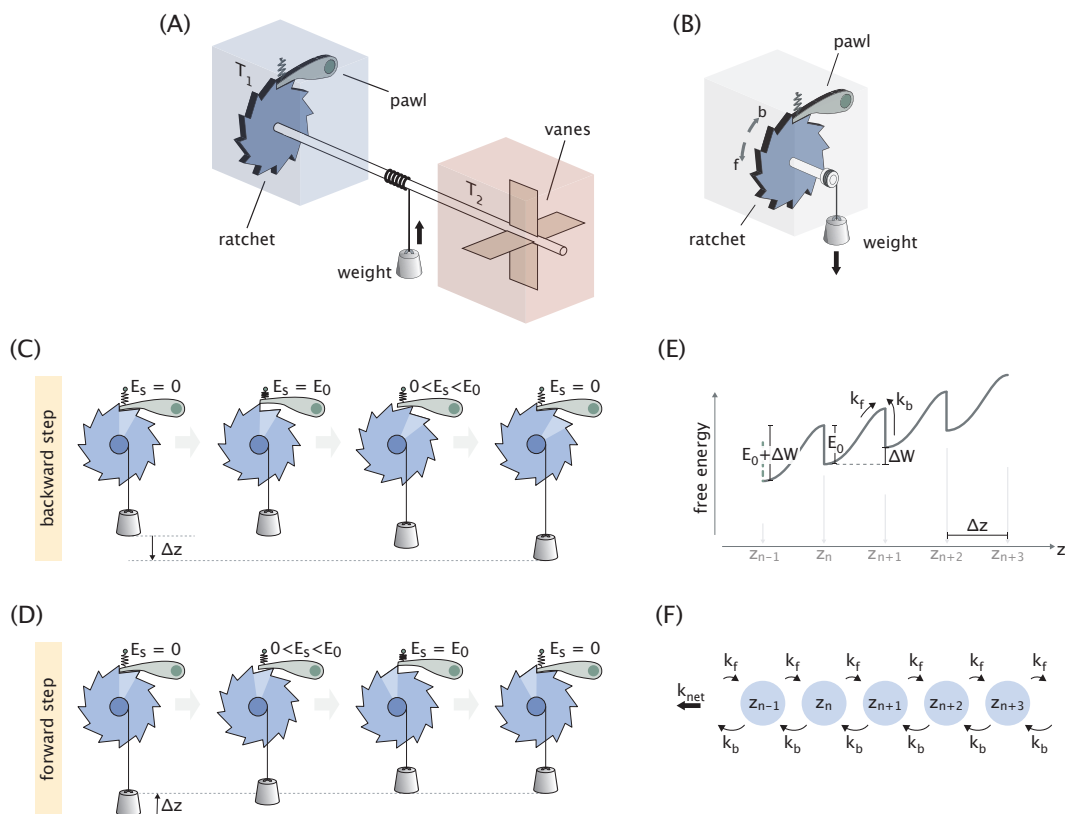 (A)
T1
pawl
vanes
T2
ratchet
weight
(B)
pawl
b
f
ratchet
weight
(C)
backward step
Es = 0
Es = E0
0<Es<E0
Es = 0
Δz
(D)
forward step
Es = 0
0<Es<E0
Es = E0
Es = 0
Δz
(E)
free energy
kf
kb
E0+ΔW
E0
ΔW
Δz
zn−1
zn
zn+1
zn+2
zn+3
z
(F)
kf kf kf kf kf kf
knet
zn−1 zn zn+1 zn+2 zn+3
kb kb kb kb kb kb